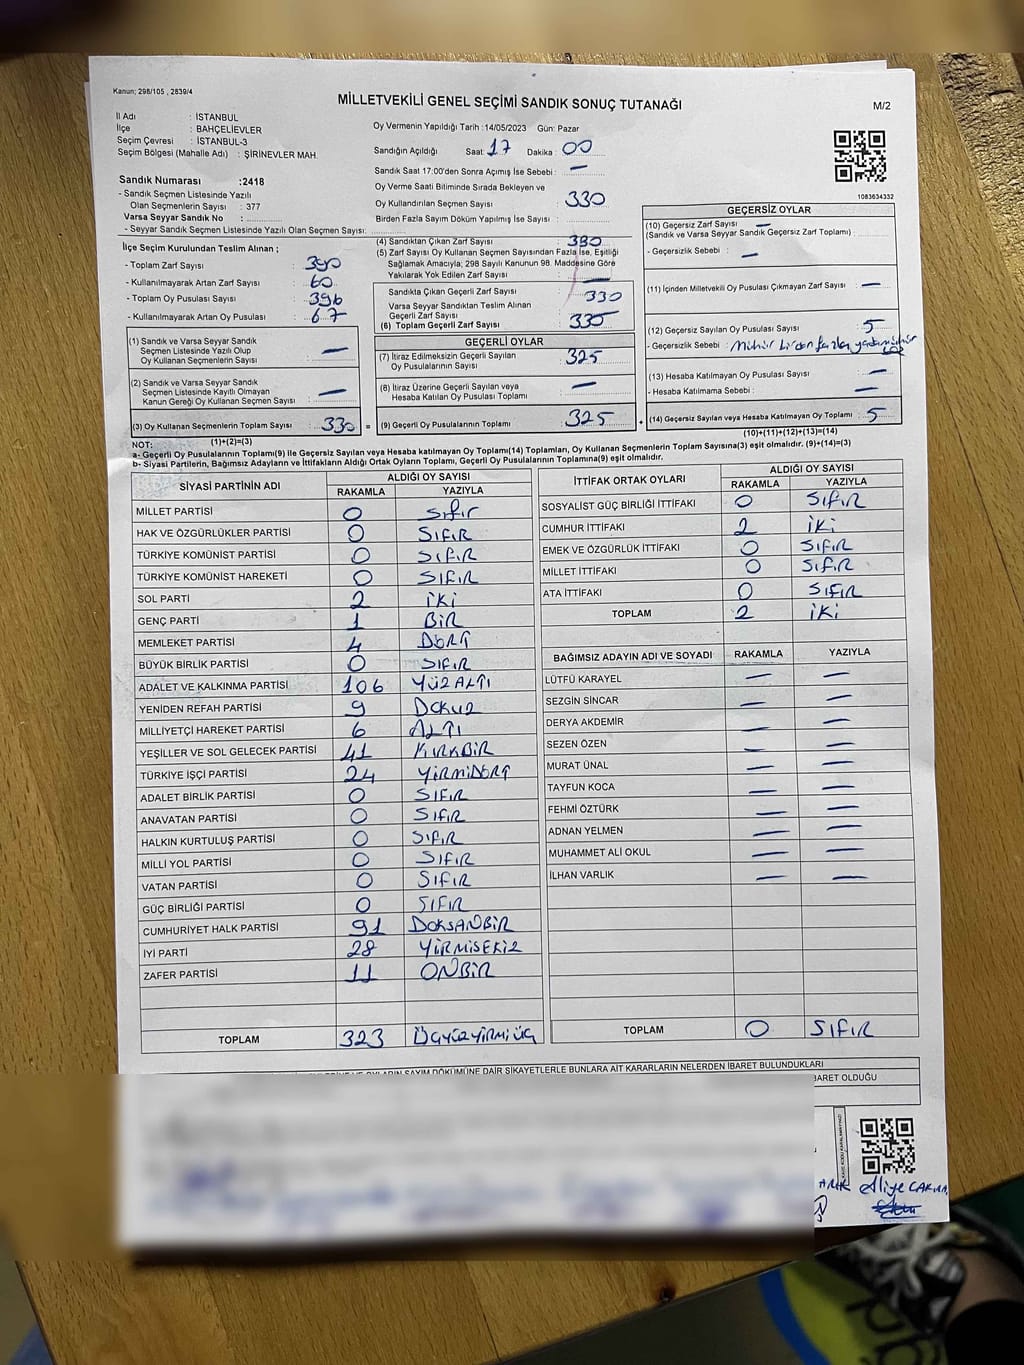 Kanun; 298/105 , 2839/4
MİLLETVEKİLİ GENEL SEÇİMİ SANDIK SONUÇ TUTANAĞI
M/2
İl Adı : İSTANBUL
İlçe : BAHÇELİEVLER
Seçim Çevresi : İSTANBUL-3
Seçim Bölgesi (Mahalle Adı) : ŞİRİNEVLER MAH.
Sandık Numarası :2418
- Sandık Seçmen Listesinde Yazılı
Olan Seçmenlerin Sayısı : 377
Varsa Seyyar Sandık No :
- Seyyar Sandık Seçmen Listesinde Yazılı Olan Seçmen Sayısı:
Oy Vermenin Yapıldığı Tarih :14/05/2023 Gün: Pazar
Sandığın Açıldığı Saat: 17 Dakika : 00
Sandık Saat 17:00'den Sonra Açımış İse Sebebi : —
Oy Verme Saati Bitiminde Sırada Bekleyen ve
Oy Kullandırılan Seçmen Sayısı : 330
Birden Fazla Sayım Döküm Yapılmış İse Sayısı :
1083634332
İlçe Seçim Kurulundan Teslim Alınan ;
- Toplam Zarf Sayısı : 390
- Kullanılmayarak Artan Zarf Sayısı : 60
- Toplam Oy Pusulası Sayısı : 396
- Kullanılmayarak Artan Oy Pusulası : 67
(1) Sandık ve Varsa Seyyar Sandık
Seçmen Listesinde Yazılı Olup
Oy Kullanan Seçmenlerin Sayısı : —
(2) Sandık ve Varsa Seyyar Sandık
Seçmen Listesinde Kayıtlı Olmayan
Kanun Gereği Oy Kullanan Seçmen Sayısı : —
(3) Oy Kullanan Seçmenlerin Toplam Sayısı : 330 =
(4) Sandıktan Çıkan Zarf Sayısı : 330
(5) Zarf Sayısı Oy Kullanan Seçmen Sayısından Fazla İse, Eşitliği
Sağlamak Amacıyla, 298 Sayılı Kanunun 98. Maddesine Göre
Yakılarak Yok Edilen Zarf Sayısı : —
Sandıkta Çıkan Geçerli Zarf Sayısı : 330
Varsa Seyyar Sandıktan Teslim Alınan
Geçerli Zarf Sayısı :
(6) Toplam Geçerli Zarf Sayısı : 335
GEÇERLİ OYLAR
(7) İtiraz Edilmeksizin Geçerli Sayılan
Oy Pusulalarının Sayısı : 325
(8) İtiraz Üzerine Geçerli Sayılan veya
Hesaba Katılan Oy Pusulası Toplamı : —
(9) Geçerli Oy Pusulalarının Toplamı : 325 +
GEÇERSİZ OYLAR
(10) Geçersiz Zarf Sayısı : —
(Sandık ve Varsa Seyyar Sandık Geçersiz Zarf Toplamı)
- Geçersizlik Sebebi : —
(11) İçinden Milletvekili Oy Pusulası Çıkmayan Zarf Sayısı : —
(12) Geçersiz Sayılan Oy Pusulası Sayısı : 5
- Geçersizlik Sebebi : Mühür birden fazla
(13) Hesaba Katılmayan Oy Pusulası Sayısı : —
- Hesaba Katılmama Sebebi : —
(14) Geçersiz Sayılan veya Hesaba Katılmayan Oy Toplamı : 5
NOT: (1)+(2)=(3)
(10)+(11)+(12)+(13)=(14)
a- Geçerli Oy Pusulalarının Toplamı(9) ile Geçersiz Sayılan veya Hesaba katılmayan Oy Toplamı(14) Toplamları, Oy Kullanan Seçmenlerin Toplam Sayısına(3) eşit olmalıdır. (9)+(14)=(3)
b- Siyasi Partilerin, Bağımsız Adayların ve İttifakların Aldığı Ortak Oyların Toplamı, Geçerli Oy Pusulalarının Toplamına(9) eşit olmalıdır.
SİYASİ PARTİNİN ADI ALDIĞI OY SAYISI
RAKAMLA YAZIYLA
MİLLET PARTİSİ 0 Sıfır
HAK VE ÖZGÜRLÜKLER PARTİSİ 0 SIFIR
TÜRKİYE KOMÜNİST PARTİSİ 0 SIFIR
TÜRKİYE KOMÜNİST HAREKETİ 0 SIFIR
SOL PARTİ 2 İKİ
GENÇ PARTİ 1 BİR
MEMLEKET PARTİSİ 4 DÖRT
BÜYÜK BİRLİK PARTİSİ 0 SIFIR
ADALET VE KALKINMA PARTİSİ 106 YÜZALTI
YENİDEN REFAH PARTİSİ 9 DOKUZ
MİLLİYETÇİ HAREKET PARTİSİ 6 ALTI
YEŞİLLER VE SOL GELECEK PARTİSİ 41 KIRKBİR
TÜRKİYE İŞÇİ PARTİSİ 24 YİRMİDÖRT
ADALET BİRLİK PARTİSİ 0 SIFIR
ANAVATAN PARTİSİ 0 SIFIR
HALKIN KURTULUŞ PARTİSİ 0 SIFIR
MİLLİ YOL PARTİSİ 0 SIFIR
VATAN PARTİSİ 0 SIFIR
GÜÇ BİRLİĞİ PARTİSİ 0 SIFIR
CUMHURİYET HALK PARTİSİ 91 DOKSANBİR
İYİ PARTİ 28 YİRMİSEKİZ
ZAFER PARTİSİ 11 ONBİR
TOPLAM 323 ÜÇYÜZYİRMİÜÇ
İTTİFAK ORTAK OYLARI ALDIĞI OY SAYISI
RAKAMLA YAZIYLA
SOSYALİST GÜÇ BİRLİĞİ İTTİFAKI 0 SIFIR
CUMHUR İTTİFAKI 2 İKİ
EMEK VE ÖZGÜRLÜK İTTİFAKI 0 SIFIR
MİLLET İTTİFAKI 0 SIFIR
ATA İTTİFAKI 0 SIFIR
TOPLAM 2 İKİ
BAĞIMSIZ ADAYIN ADI VE SOYADI RAKAMLA YAZIYLA
LÜTFÜ KARAYEL — —
SEZGİN SİNCAR — —
DERYA AKDEMİR — —
SEZEN ÖZEN — —
MURAT ÜNAL — —
TAYFUN KOCA — —
FEHMİ ÖZTÜRK — —
ADNAN YELMEN — —
MUHAMMET ALİ OKUL — —
İLHAN VARLIK — —
TOPLAM 0 SIFIR
OYLARIN SAYIM DÖKÜMÜNE DAİR ŞİKAYETLERLE BUNLARA AİT KARARLARIN NELERDEN İBARET BULUNDUKLARI
BARET OLDUĞU
Aliye